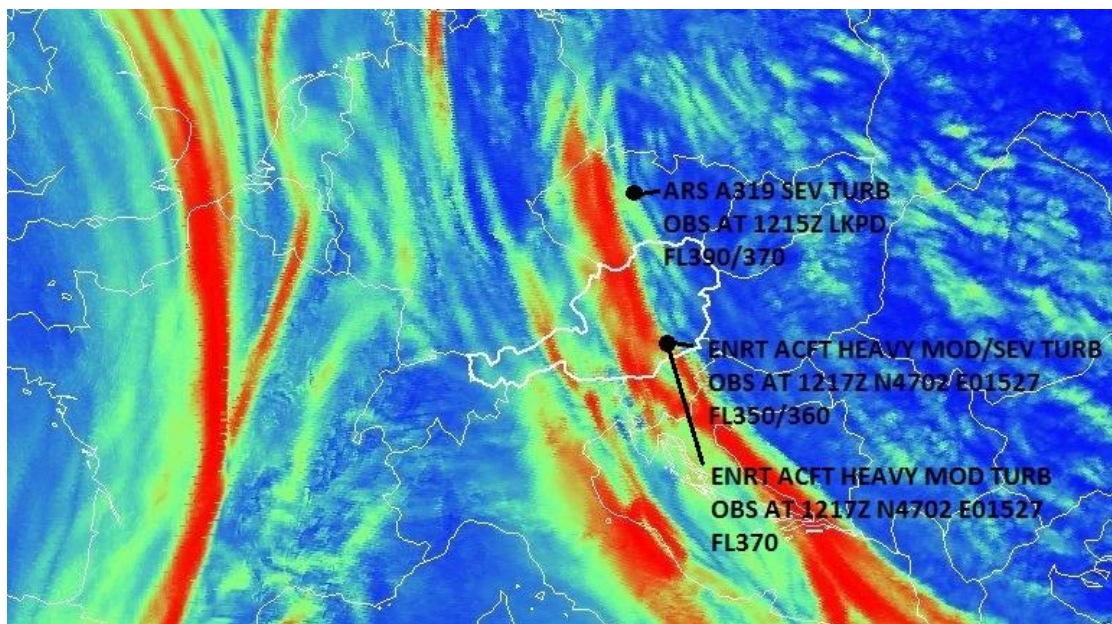 ARS A319 SEV TURB
OBS AT 1215Z LKPD
FL390/370
ENRT ACFT HEAVY MOD/SEV TURB
OBS AT 1217Z N4702 E01527
FL350/360
ENRT ACFT HEAVY MOD TURB
OBS AT 1217Z N4702 E01527
FL370